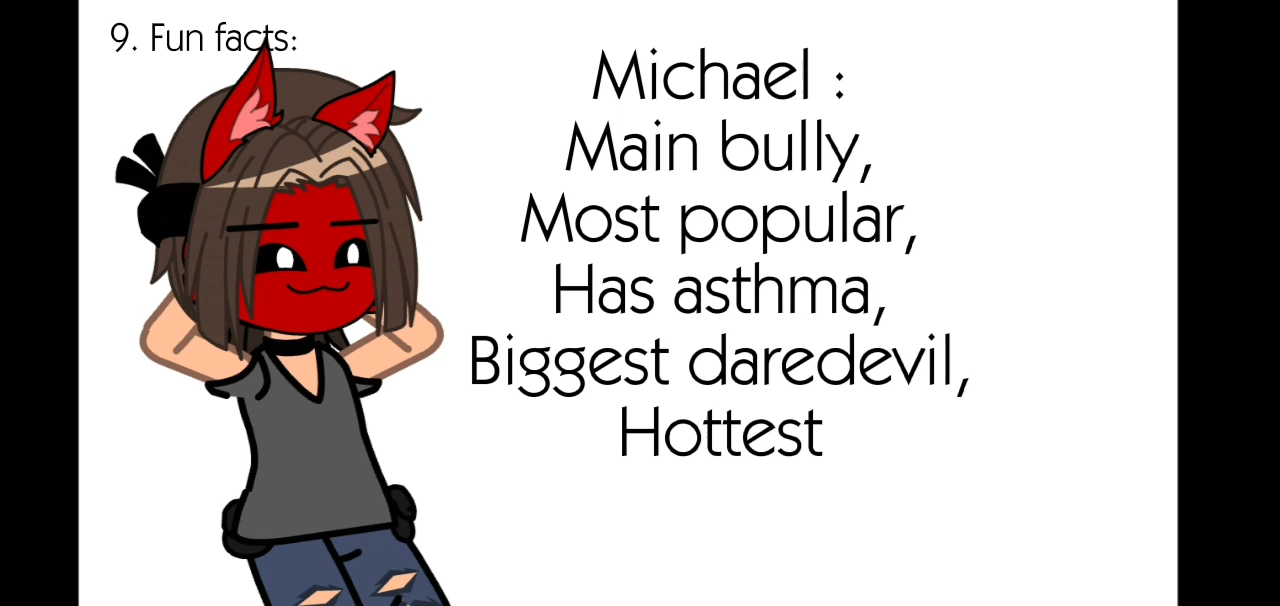 9. Fun facts:
Michael :
Main bully,
Most popular,
Has asthma,
Biggest daredevil,
Hottest